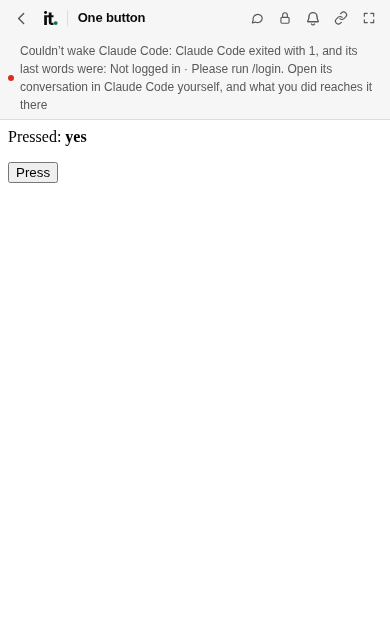 it.
One button
Couldn't wake Claude Code: Claude Code exited with 1, and its
last words were: Not logged in · Please run /login. Open its
conversation in Claude Code yourself, and what you did reaches it
there
Pressed: yes
Press